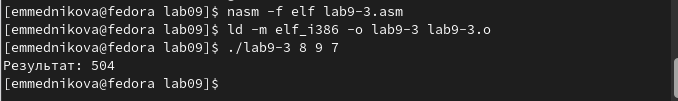 [emmednikova@fedora lab09]$ nasm -f elf lab9-3.asm
[emmednikova@fedora lab09]$ ld -m elf_i386 -o lab9-3 lab9-3.o
[emmednikova@fedora lab09]$ ./lab9-3 8 9 7
Результат: 504
[emmednikova@fedora lab09]$